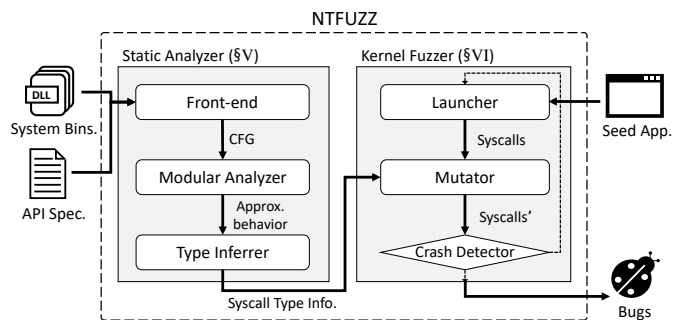 NTFUZZ
Static Analyzer (§V)
Kernel Fuzzer (§VI)
DLL
System Bins.
API Spec.
Front-end
CFG
Modular Analyzer
Approx.
behavior
Type Inferrer
Syscall Type Info.
Launcher
Syscalls
Mutator
Syscalls’
Crash Detector
Seed App.
Bugs